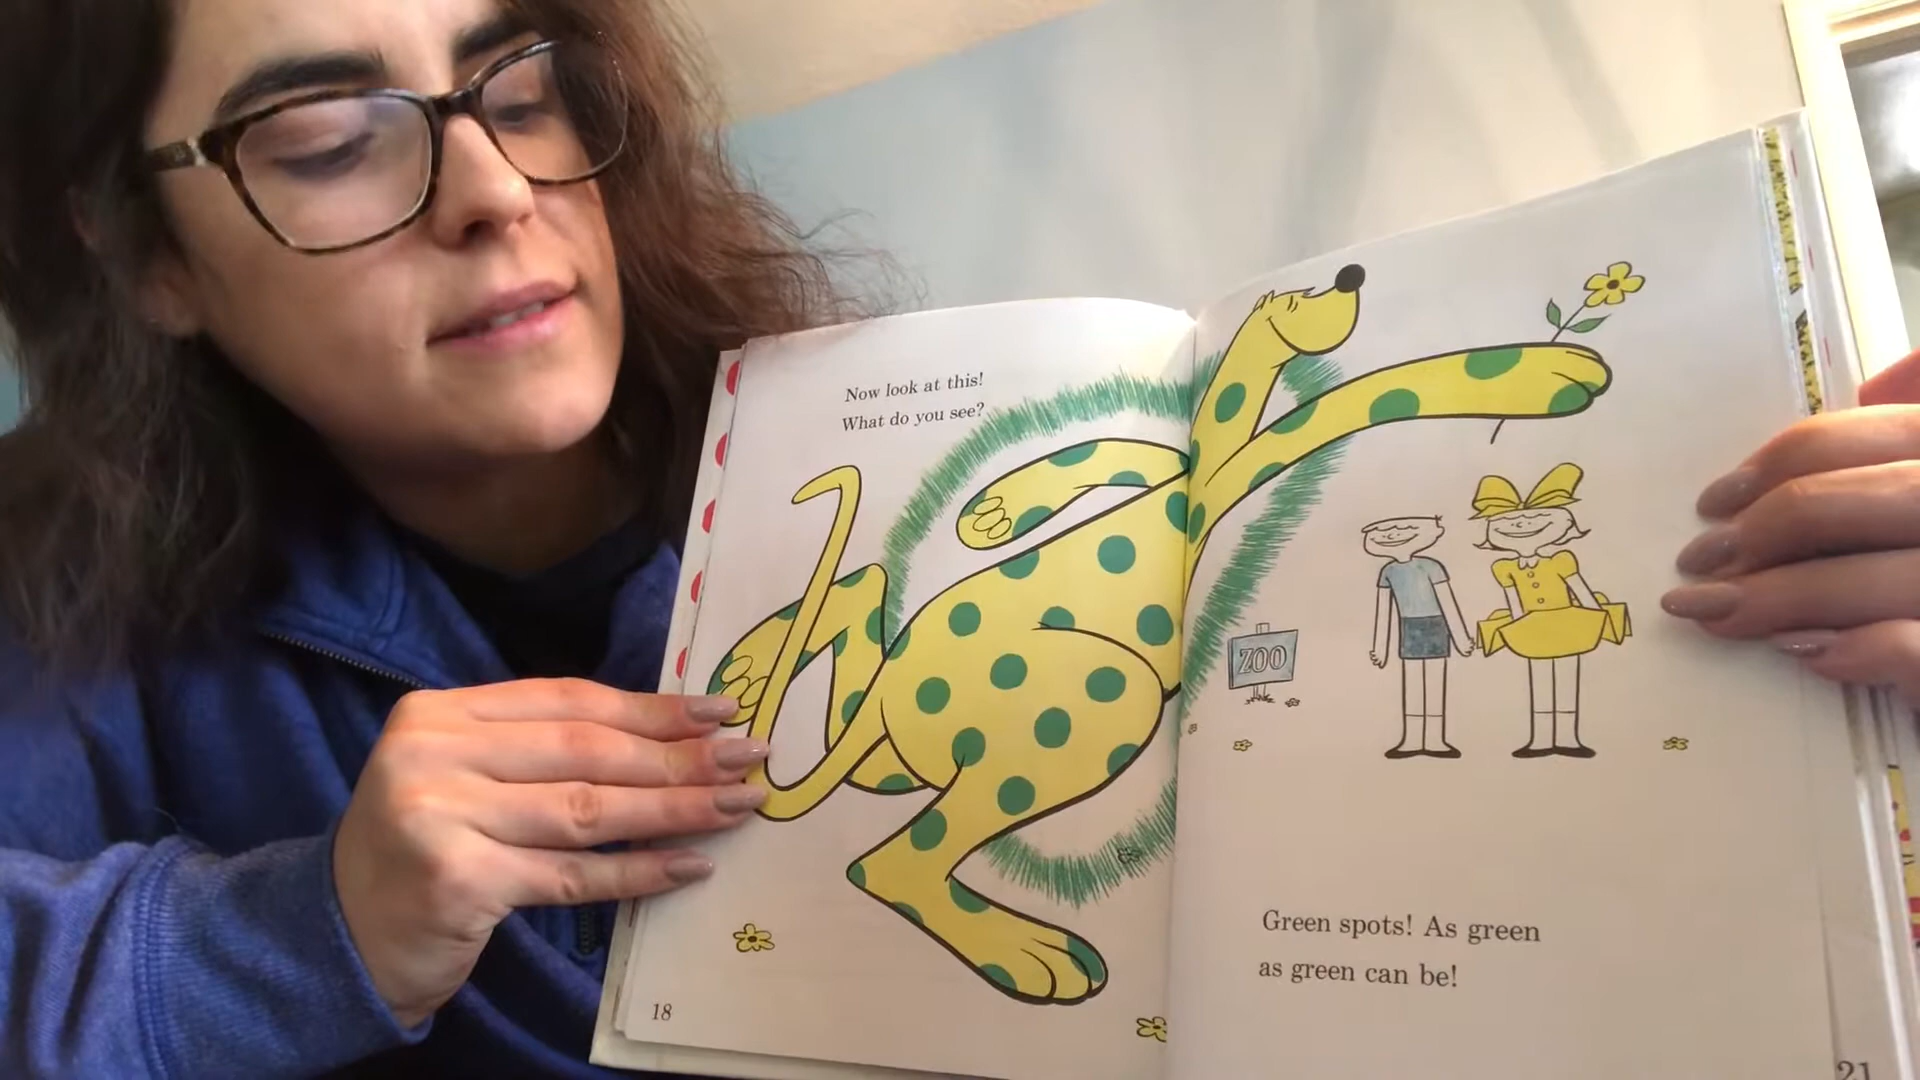 Now look at this!
What do you see?
ZOO
Green spots! As green
as green can be!
18
21